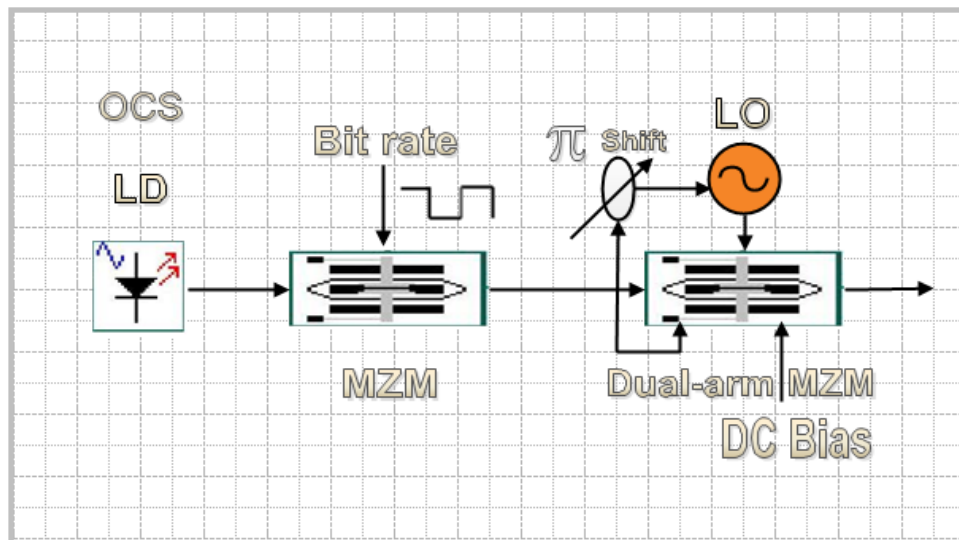 OCS
LD
Bit rate
π Shift
LO
MZM
Dual-arm MZM
DC Bias